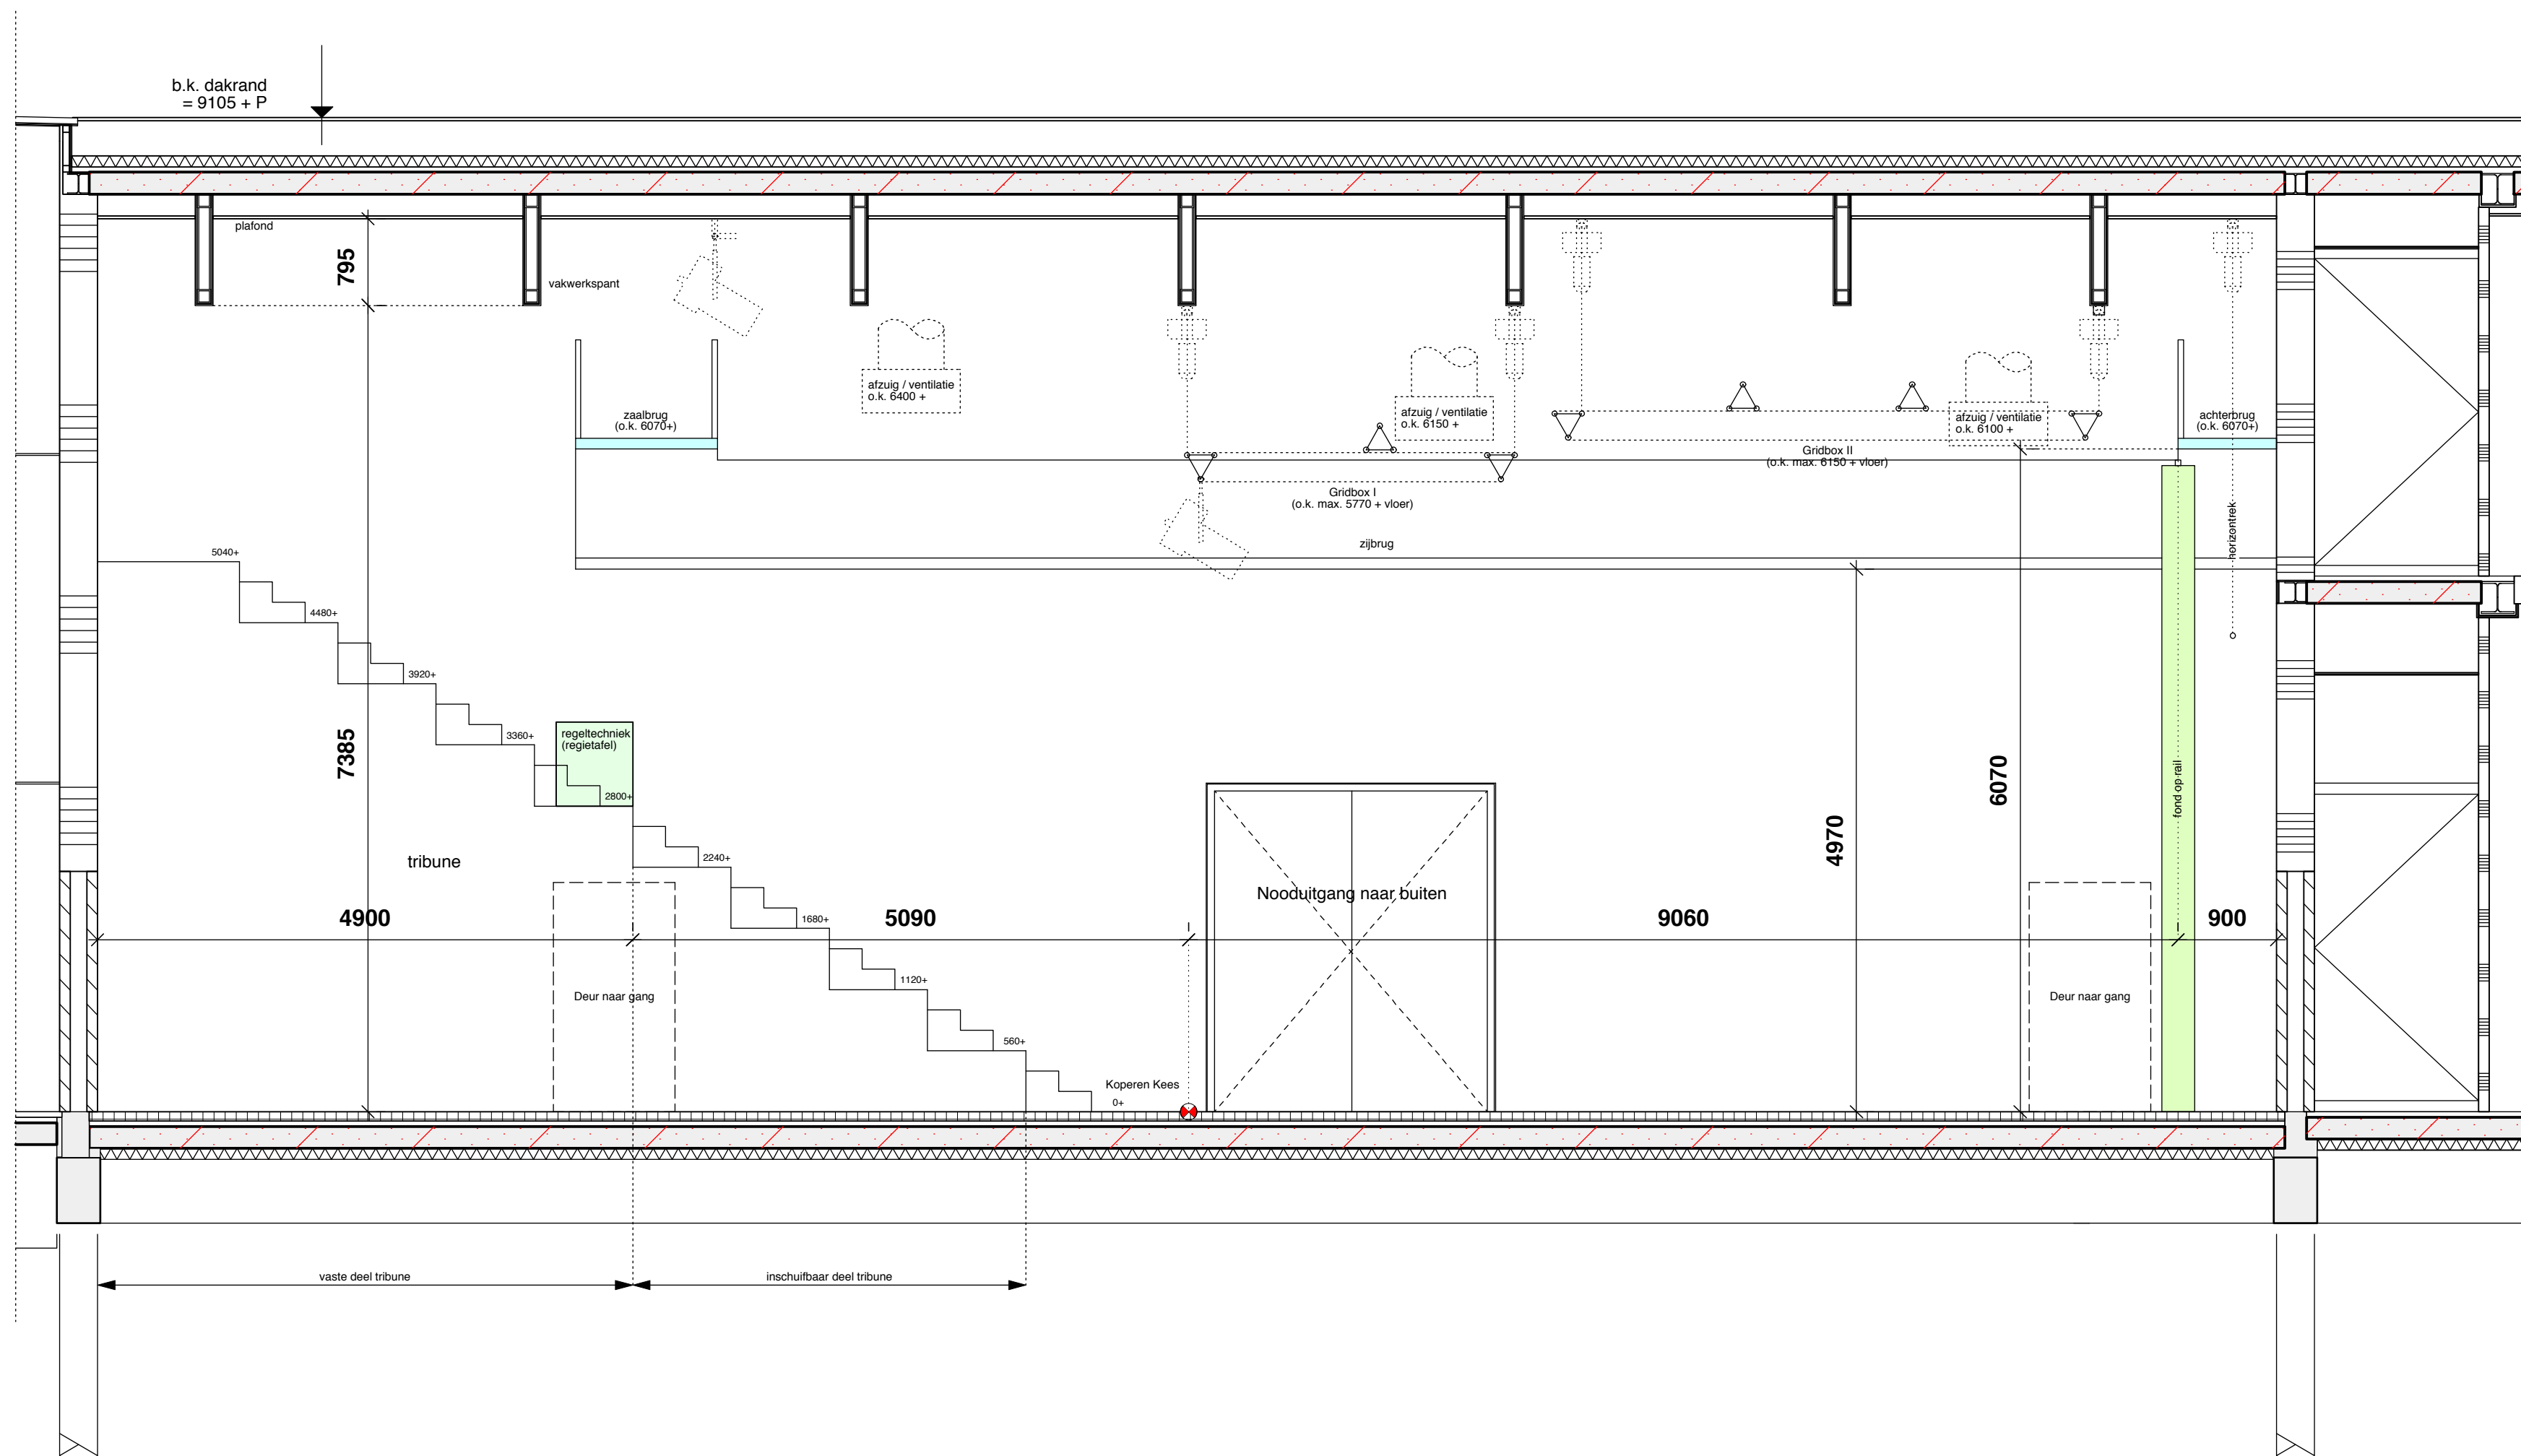 b.k. dakrand
= 9105 + P
plafond
795
vakwerkspant
afzuig / ventilatie
o.k. 6400 +
zaalbrug
(o.k. 6070+)
afzuig / ventilatie
o.k. 6150 +
afzuig / ventilatie
o.k. 6100 +
achterbrug
(o.k. 6070+)
Gridbox II
(o.k. max. 6150 + vloer)
Gridbox I
(o.k. max. 5770 + vloer)
horizontrek
zijbrug
5040+
4480+
3920+
3360+
regeltechniek
(regietafel)
2800+
7385
6070
fond op rail
4970
tribune
2240+
Nooduitgang naar buiten
4900
5090
9060
900
1680+
1120+
Deur naar gang
Deur naar gang
560+
Koperen Kees
0+
vaste deel tribune
inschuifbaar deel tribune